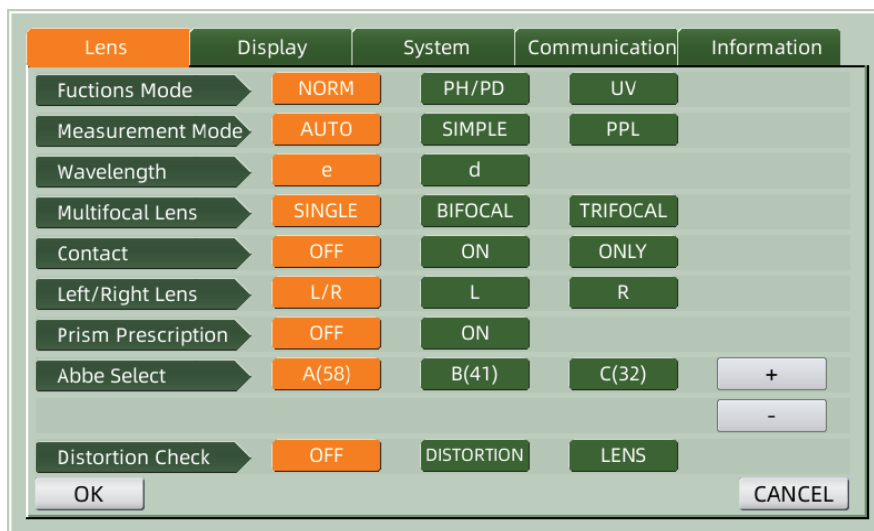 Lens Display System Communication Information
Fuctions Mode NORM PH/PD UV
Measurement Mode AUTO SIMPLE PPL
Wavelength e d
Multifocal Lens SINGLE BIFOCAL TRIFOCAL
Contact OFF ON ONLY
Left/Right Lens L/R L R
Prism Prescription OFF ON
Abbe Select A(58) B(41) C(32) +
-
Distortion Check OFF DISTORTION LENS
OK CANCEL